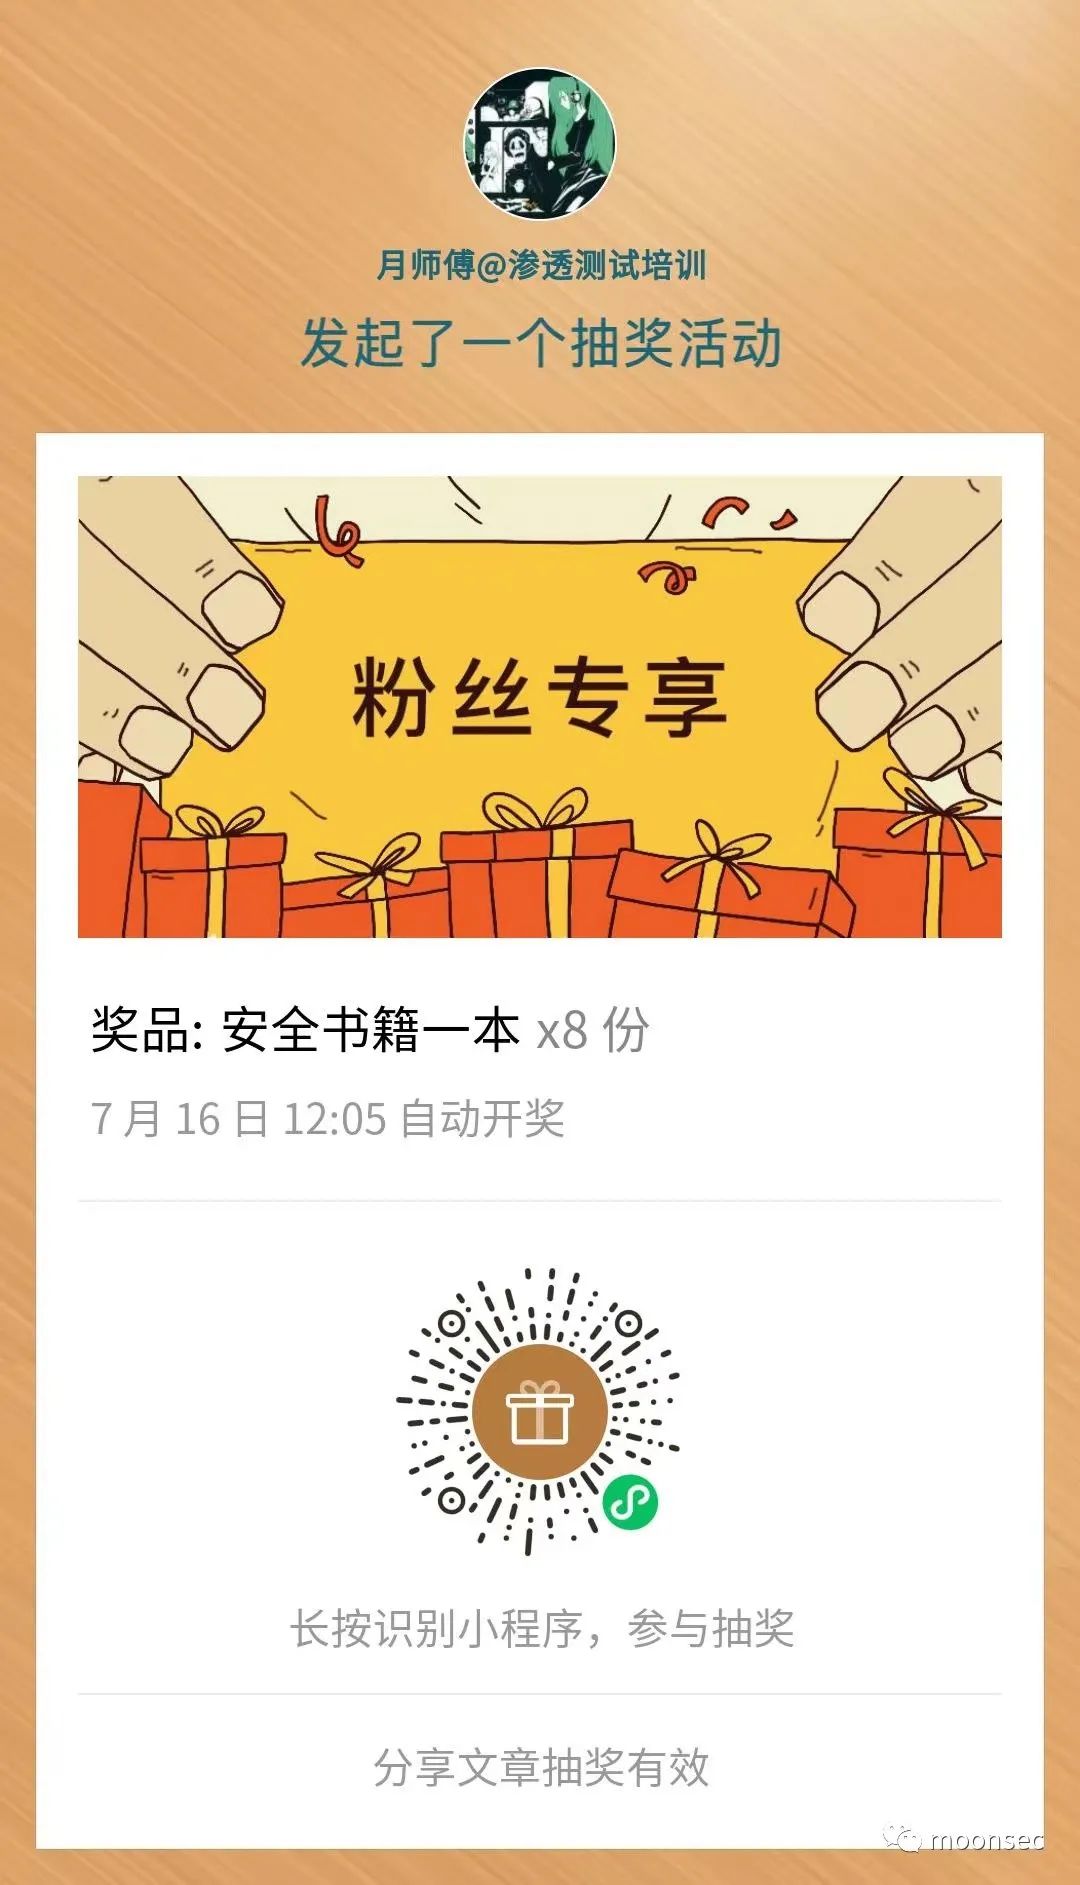 月师傅@渗透测试培训
发起了一个抽奖活动
粉丝专享
奖品: 安全书籍一本 x8 份
7 月 16 日 12:05 自动开奖
长按识别小程序，参与抽奖
分享文章抽奖有效
moonsec